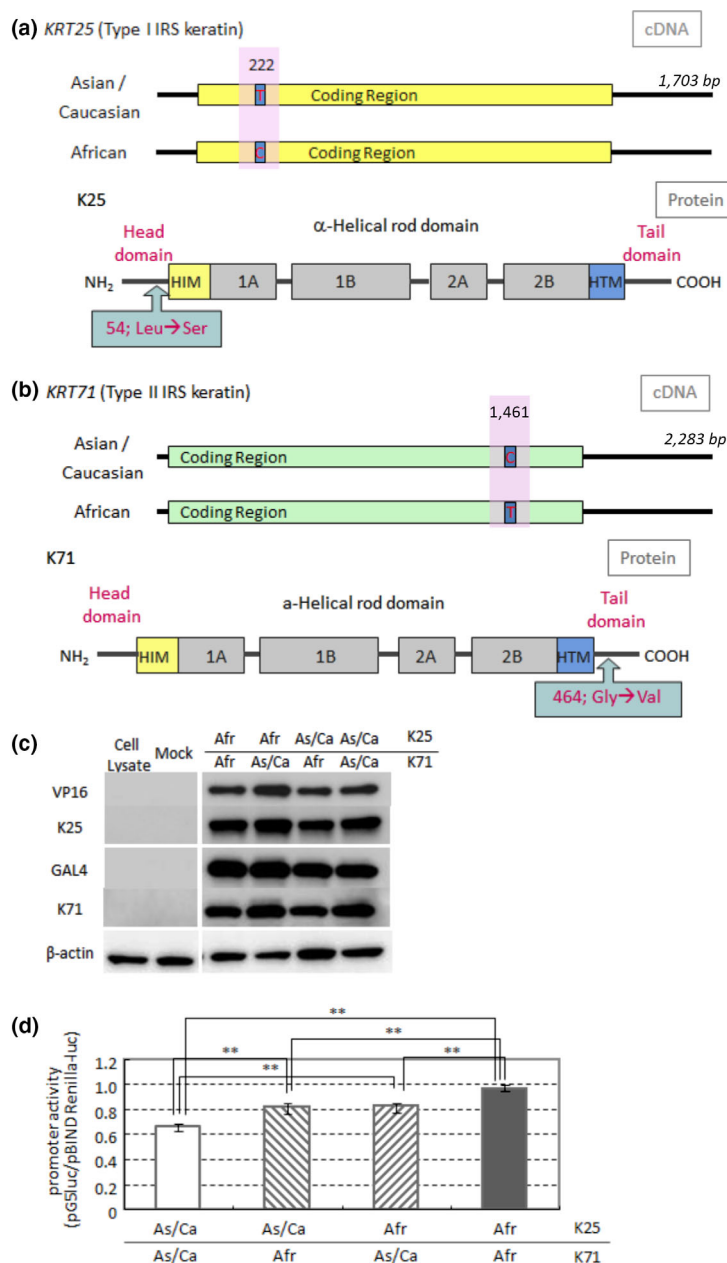 (a) KRT25 (Type I IRS keratin) cDNA
222
Asian / Caucasian T Coding Region 1,703 bp
African C Coding Region
K25 Protein
Head domain α-Helical rod domain Tail domain
NH2 HIM 1A 1B 2A 2B HTM COOH
54; Leu→Ser
(b) KRT71 (Type II IRS keratin) cDNA
1,461
Asian / Caucasian Coding Region C 2,283 bp
African Coding Region T
K71 Protein
Head domain a-Helical rod domain Tail domain
NH2 HIM 1A 1B 2A 2B HTM COOH
464; Gly→Val
(c)
Cell Lysate Mock Afr Afr As/Ca As/Ca K25
Afr As/Ca Afr As/Ca K71
VP16
K25
GAL4
K71
β-actin
(d)
**
** **
** **
promoter activity
(pG5luc/pBIND Renilla-luc)
1.2
1.0
0.8
0.6
0.4
0.2
0
As/Ca As/Ca Afr Afr K25
As/Ca Afr As/Ca Afr K71